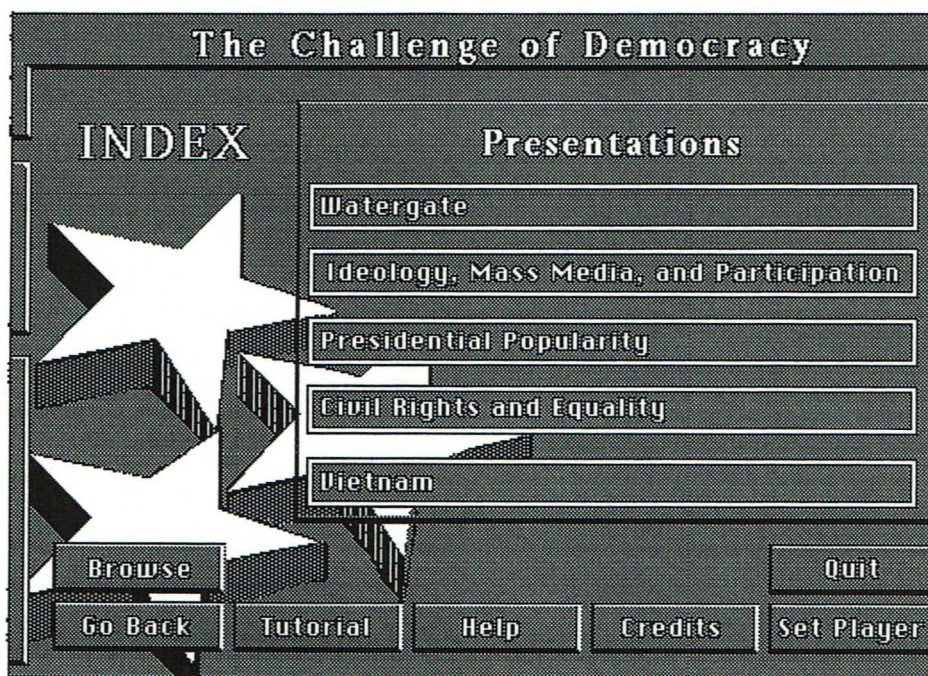 The Challenge of Democracy
INDEX
Presentations
Watergate
Ideology, Mass Media, and Participation
Presidential Popularity
Civil Rights and Equality
Vietnam
Browse
Quit
Go Back
Tutorial
Help
Credits
Set Player